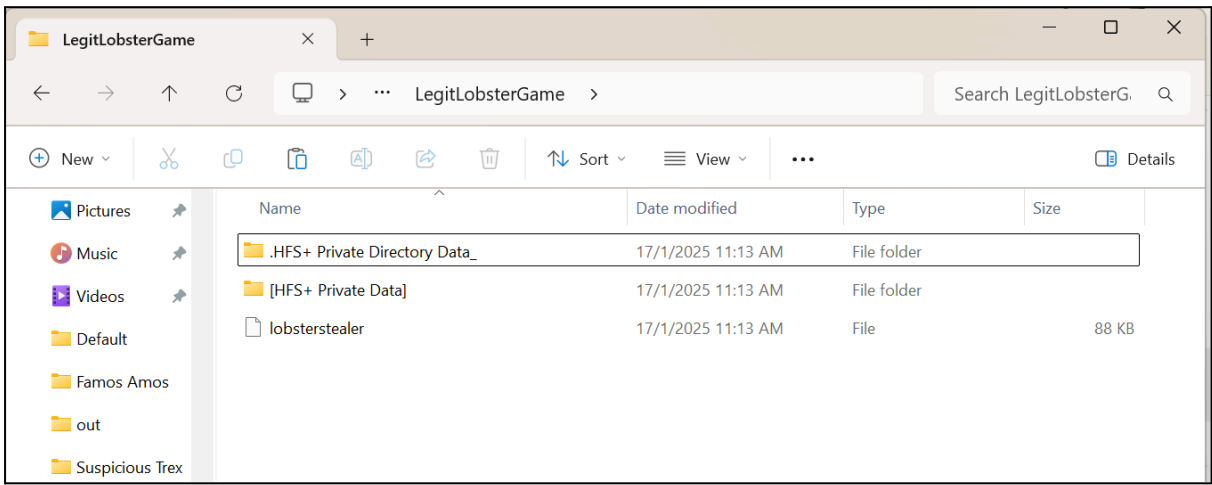 LegitLobsterGame
LegitLobsterGame
Search LegitLobsterG
New
Sort
View
Details
Pictures
Music
Videos
Default
Famos Amos
out
Suspicious Trex
Name Date modified Type Size
.HFS+ Private Directory Data_ 17/1/2025 11:13 AM File folder
[HFS+ Private Data] 17/1/2025 11:13 AM File folder
lobsterstealer 17/1/2025 11:13 AM File 88 KB